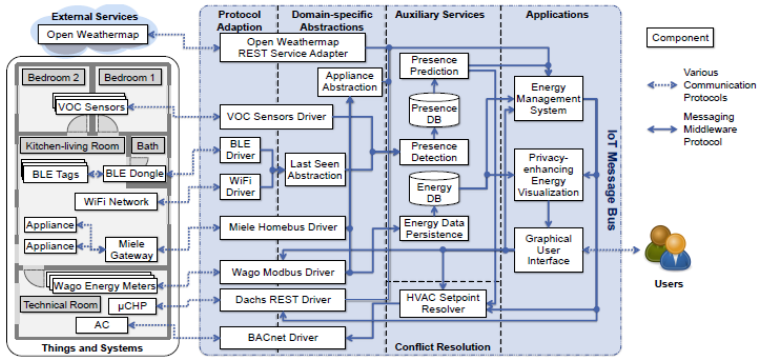 External Services
Open Weathermap
Protocol
Adaption
Domain-specific
Abstractions
Auxiliary Services
Applications
Open Weathermap
REST Service Adapter
Component
Various
Communication
Protocols
Messaging
Middleware
Protocol
Bedroom 2
Bedroom 1
VOC Sensors
Kitchen-living Room
Bath
BLE Tags
BLE Dongle
WiFi Network
Appliance
Appliance
Miele
Gateway
Wago Energy Meters
Technical Room
μCHP
AC
Things and Systems
Appliance
Abstraction
VOC Sensors Driver
BLE
Driver
WiFi
Driver
Last Seen
Abstraction
Miele Homebus Driver
Wago Modbus Driver
Dachs REST Driver
BACnet Driver
Presence
Prediction
Presence
DB
Presence
Detection
Energy
DB
Energy Data
Persistence
HVAC Setpoint
Resolver
Conflict Resolution
Energy
Management
System
Privacy-
enhancing
Energy
Visualization
Graphical
User
Interface
IoT Message Bus
Users